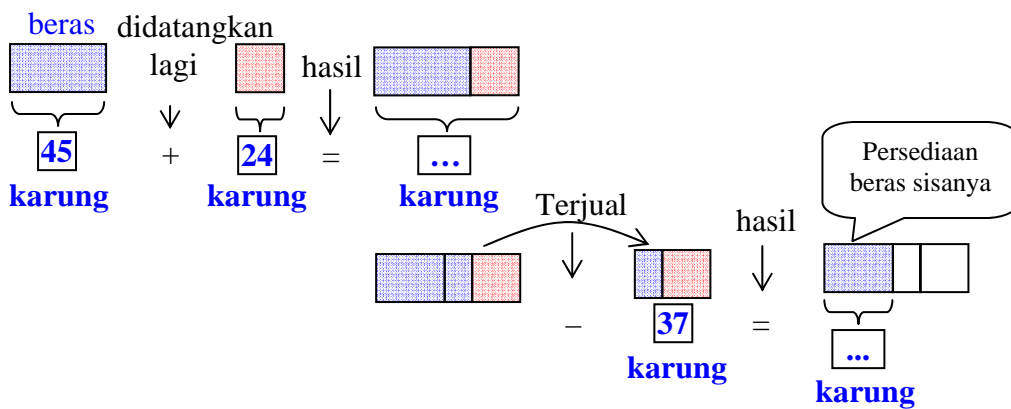 beras didatangkan
lagi hasil
45 + 24 = ...
karung karung karung
Persediaan
beras sisanya
Terjual
hasil
– 37 = ...
karung karung